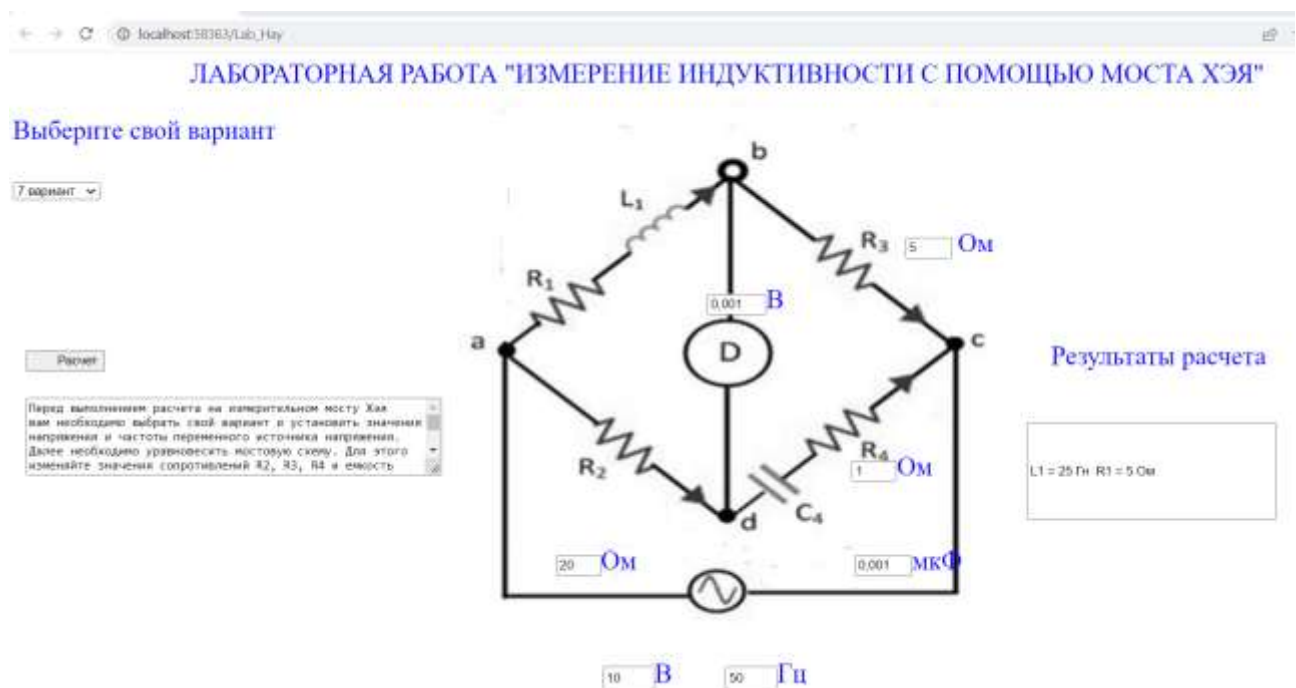 localhost:58363/Lab_Hay
ЛАБОРАТОРНАЯ РАБОТА "ИЗМЕРЕНИЕ ИНДУКТИВНОСТИ С ПОМОЩЬЮ МОСТА ХЭЯ"
Выберите свой вариант
7 вариант
b
L₁
R₃ 5 Ом
R₁
0,001 В
a
D
c
Результаты расчета
Расчет
Перед выполнением расчета на измерительном мосту Хэя
вам необходимо выбрать свой вариант и установить значения
напряжения и частоты переменного источника напряжения.
Далее необходимо уравновесить мостовую схему. Для этого
изменяйте значения сопротивлений R2, R3, R4 и емкость
R₂
R₄
1 Ом
L1 = 25 Гн R1 = 5 Ом
C₄
d
20 Ом
0,001 мкФ
10 В
50 Гц